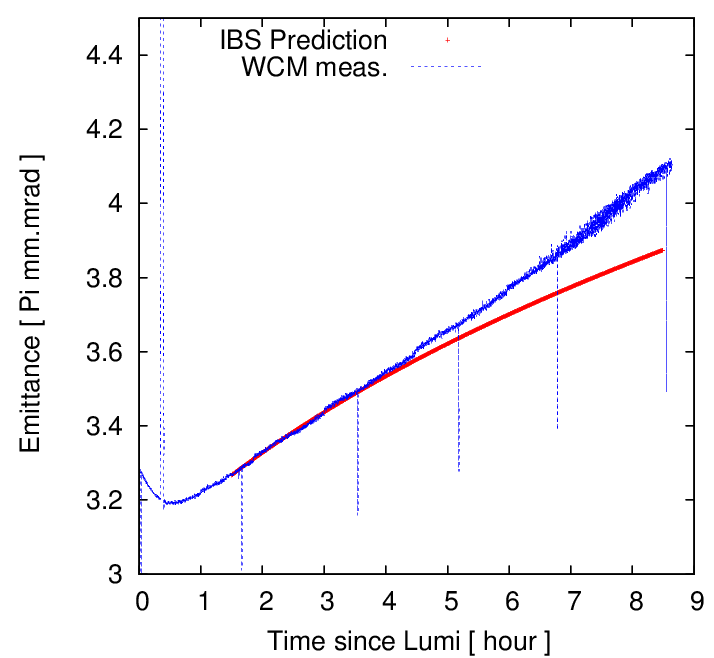 IBS Prediction
WCM meas.
4.4
4.2
4
3.8
3.6
3.4
3.2
3
Emittance [ Pi mm.mrad ]
0 1 2 3 4 5 6 7 8 9
Time since Lumi [ hour ]